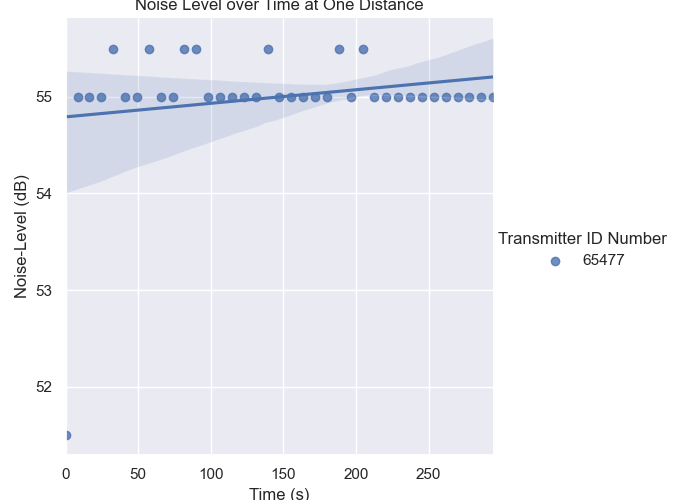 Noise Level over Time at One Distance
55
54
53
52
Noise-Level (dB)
0 50 100 150 200 250
Time (s)
Transmitter ID Number
65477